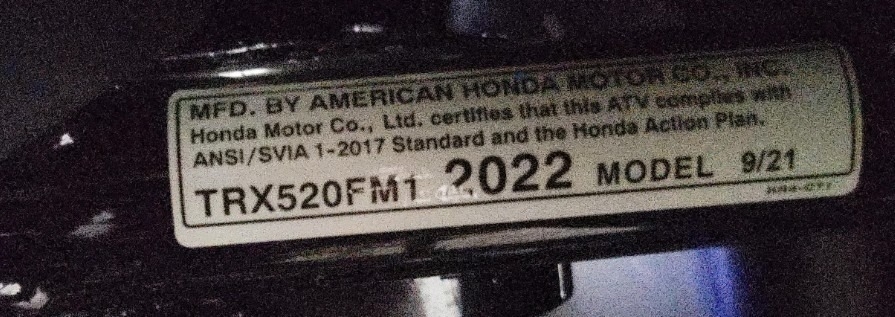 MFD. BY AMERICAN HONDA MOTOR CO., INC.
Honda Motor Co., Ltd. certifies that this ATV complies with
ANSI/SVIA 1-2017 Standard and the Honda Action Plan.
TRX520FM1 2022 MODEL 9/21